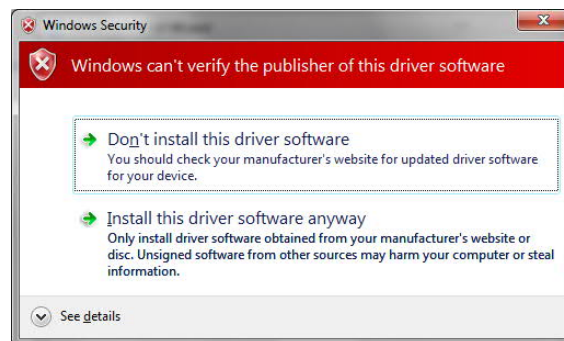 Windows Security
Windows can't verify the publisher of this driver software
Don't install this driver software
You should check your manufacturer's website for updated driver software
for your device.
Install this driver software anyway
Only install driver software obtained from your manufacturer's website or
disc. Unsigned software from other sources may harm your computer or steal
information.
See details